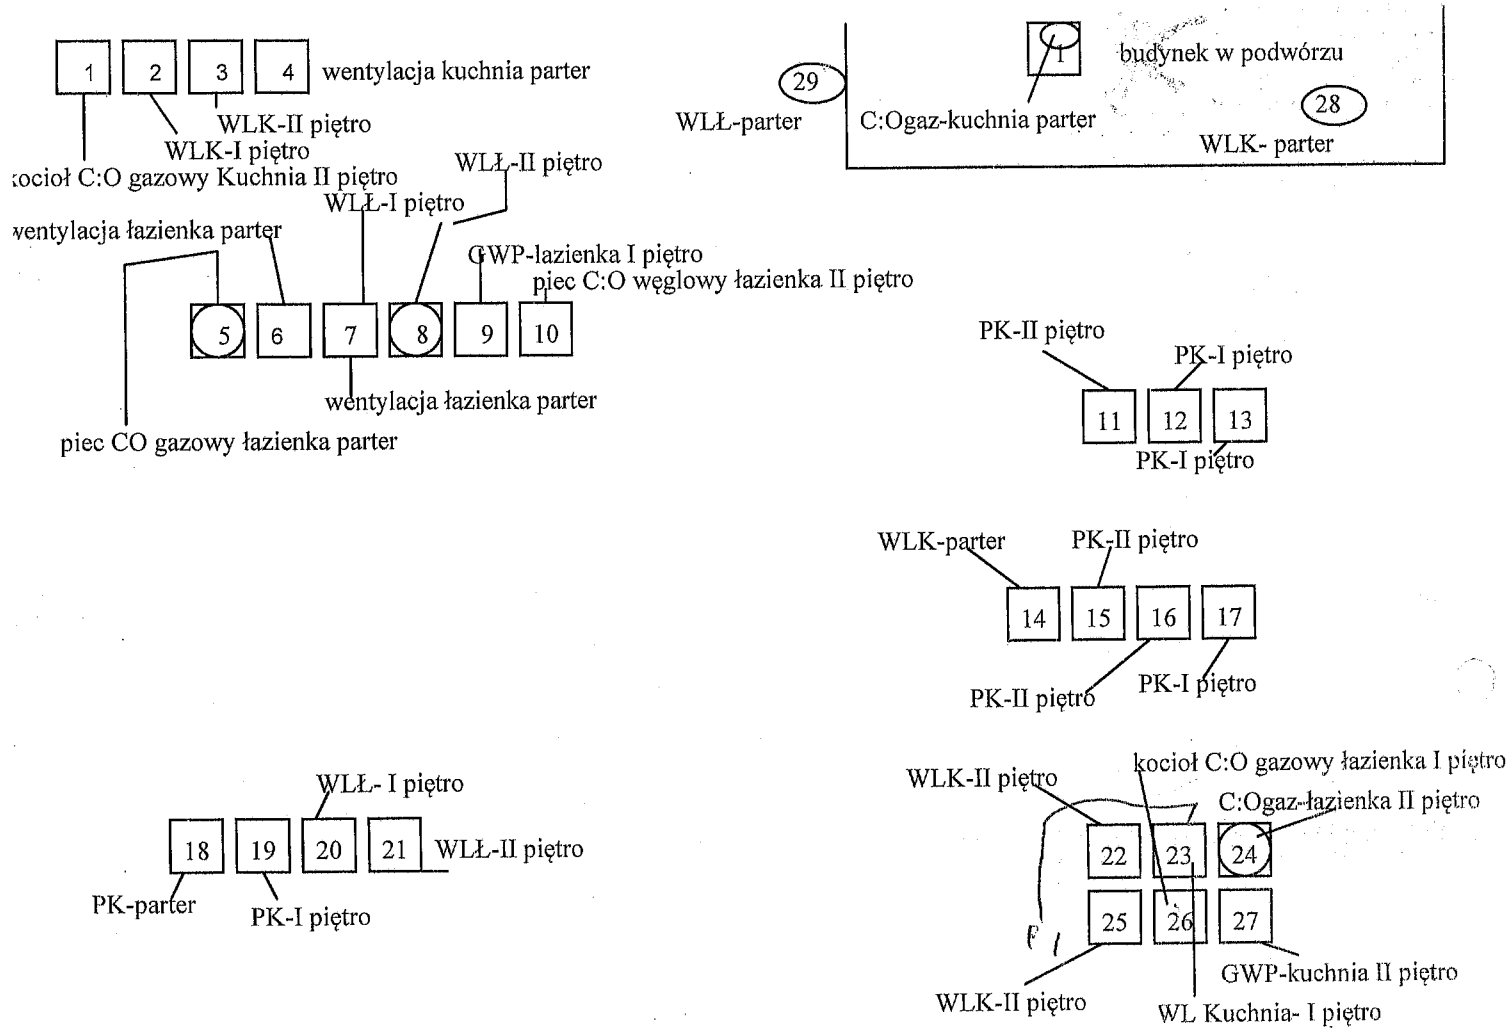 1 2 3 4 wentylacja kuchnia parter
WLK-II piętro
WLK-I piętro
kocioł C:O gazowy Kuchnia II piętro
WLŁ-II piętro
WLŁ-I piętro
wentylacja łazienka parter
GWP-lazienka I piętro
piec C:O węglowy łazienka II piętro
5 6 7 8 9 10
wentylacja łazienka parter
piec CO gazowy łazienka parter
1 budynek w podwórzu
29
28
WLŁ-parter
C:Ogaz-kuchnia parter
WLK- parter
PK-II piętro
PK-I piętro
11 12 13
PK-I piętro
WLK-parter
PK-II piętro
14 15 16 17
PK-II piętro
PK-I piętro
WLŁ- I piętro
18 19 20 21 WLŁ-II piętro
PK-parter
PK-I piętro
kocioł C:O gazowy łazienka I piętro
WLK-II piętro
C:Ogaz-łazienka II piętro
22 23 24
25 26 27
GWP-kuchnia II piętro
WLK-II piętro
WL Kuchnia- I piętro